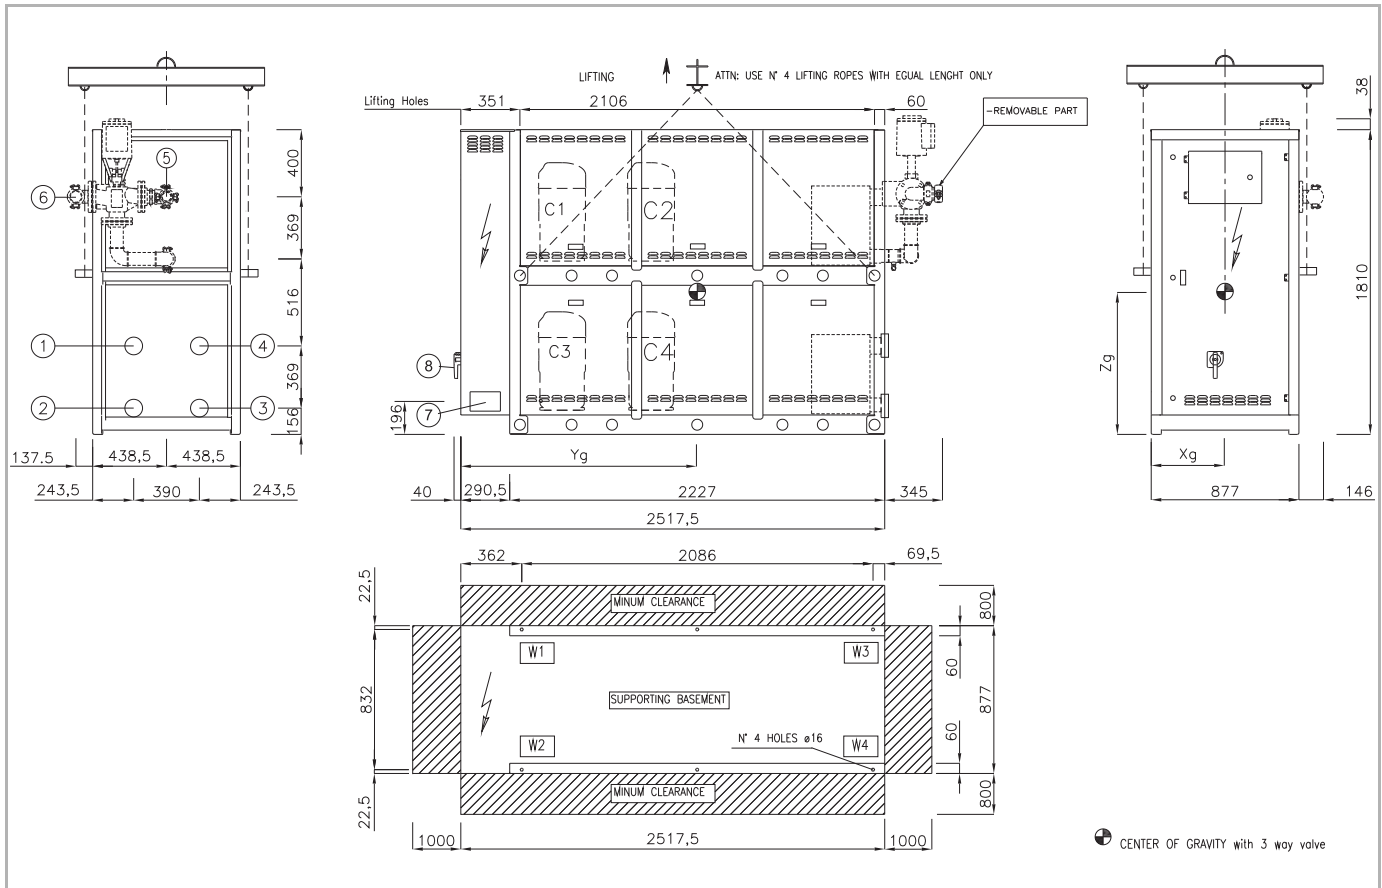 LIFTING
ATTN: USE N° 4 LIFTING ROPES WITH EGUAL LENGHT ONLY
Lifting Holes
351
2106
60
-REMOVABLE PART
38
400
369
516
369
156
5
6
1
4
2
3
137.5
438,5
438,5
243,5
390
243,5
C1
C2
C3
C4
8
7
196
Yg
40
290,5
2227
345
2517,5
1810
Zg
Xg
877
146
362
2086
69,5
22,5
MINUM CLEARANCE
800
W1
W3
60
832
SUPPORTING BASEMENT
877
W2
N° 4 HOLES ø16
W4
60
22,5
MINUM CLEARANCE
800
1000
2517,5
1000
CENTER OF GRAVITY with 3 way valve